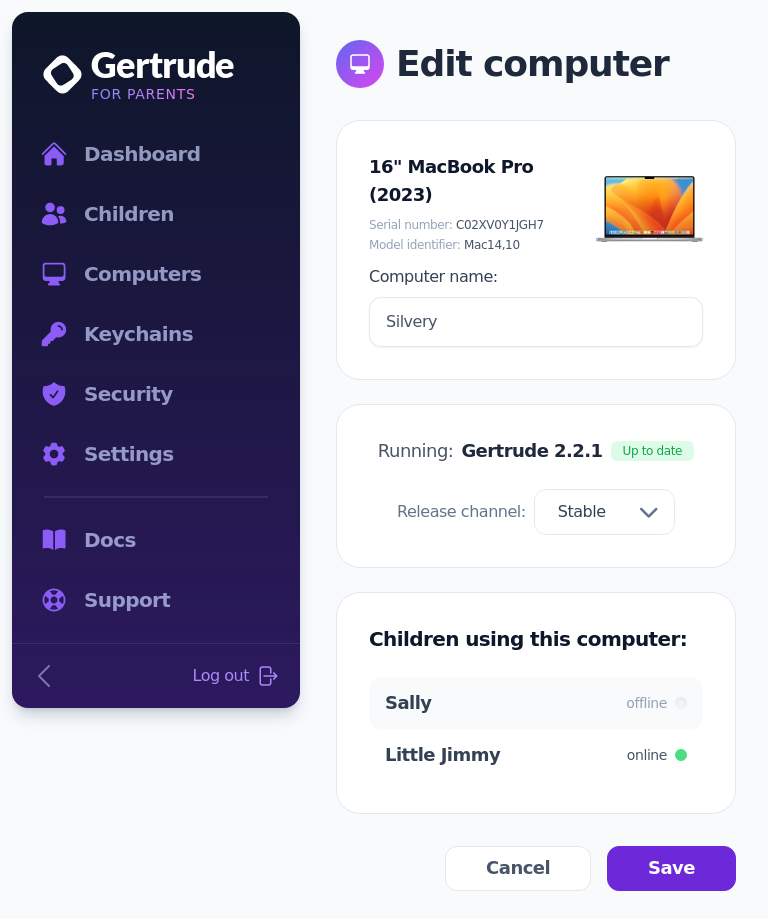 Gertrude
FOR PARENTS
Dashboard
Children
Computers
Keychains
Security
Settings
Docs
Support
Log out
Edit computer
16" MacBook Pro
(2023)
Serial number: C02XV0Y1JGH7
Model identifier: Mac14,10
Computer name:
Silvery
Running: Gertrude 2.2.1 Up to date
Release channel: Stable
Children using this computer:
Sally offline
Little Jimmy online
Cancel Save